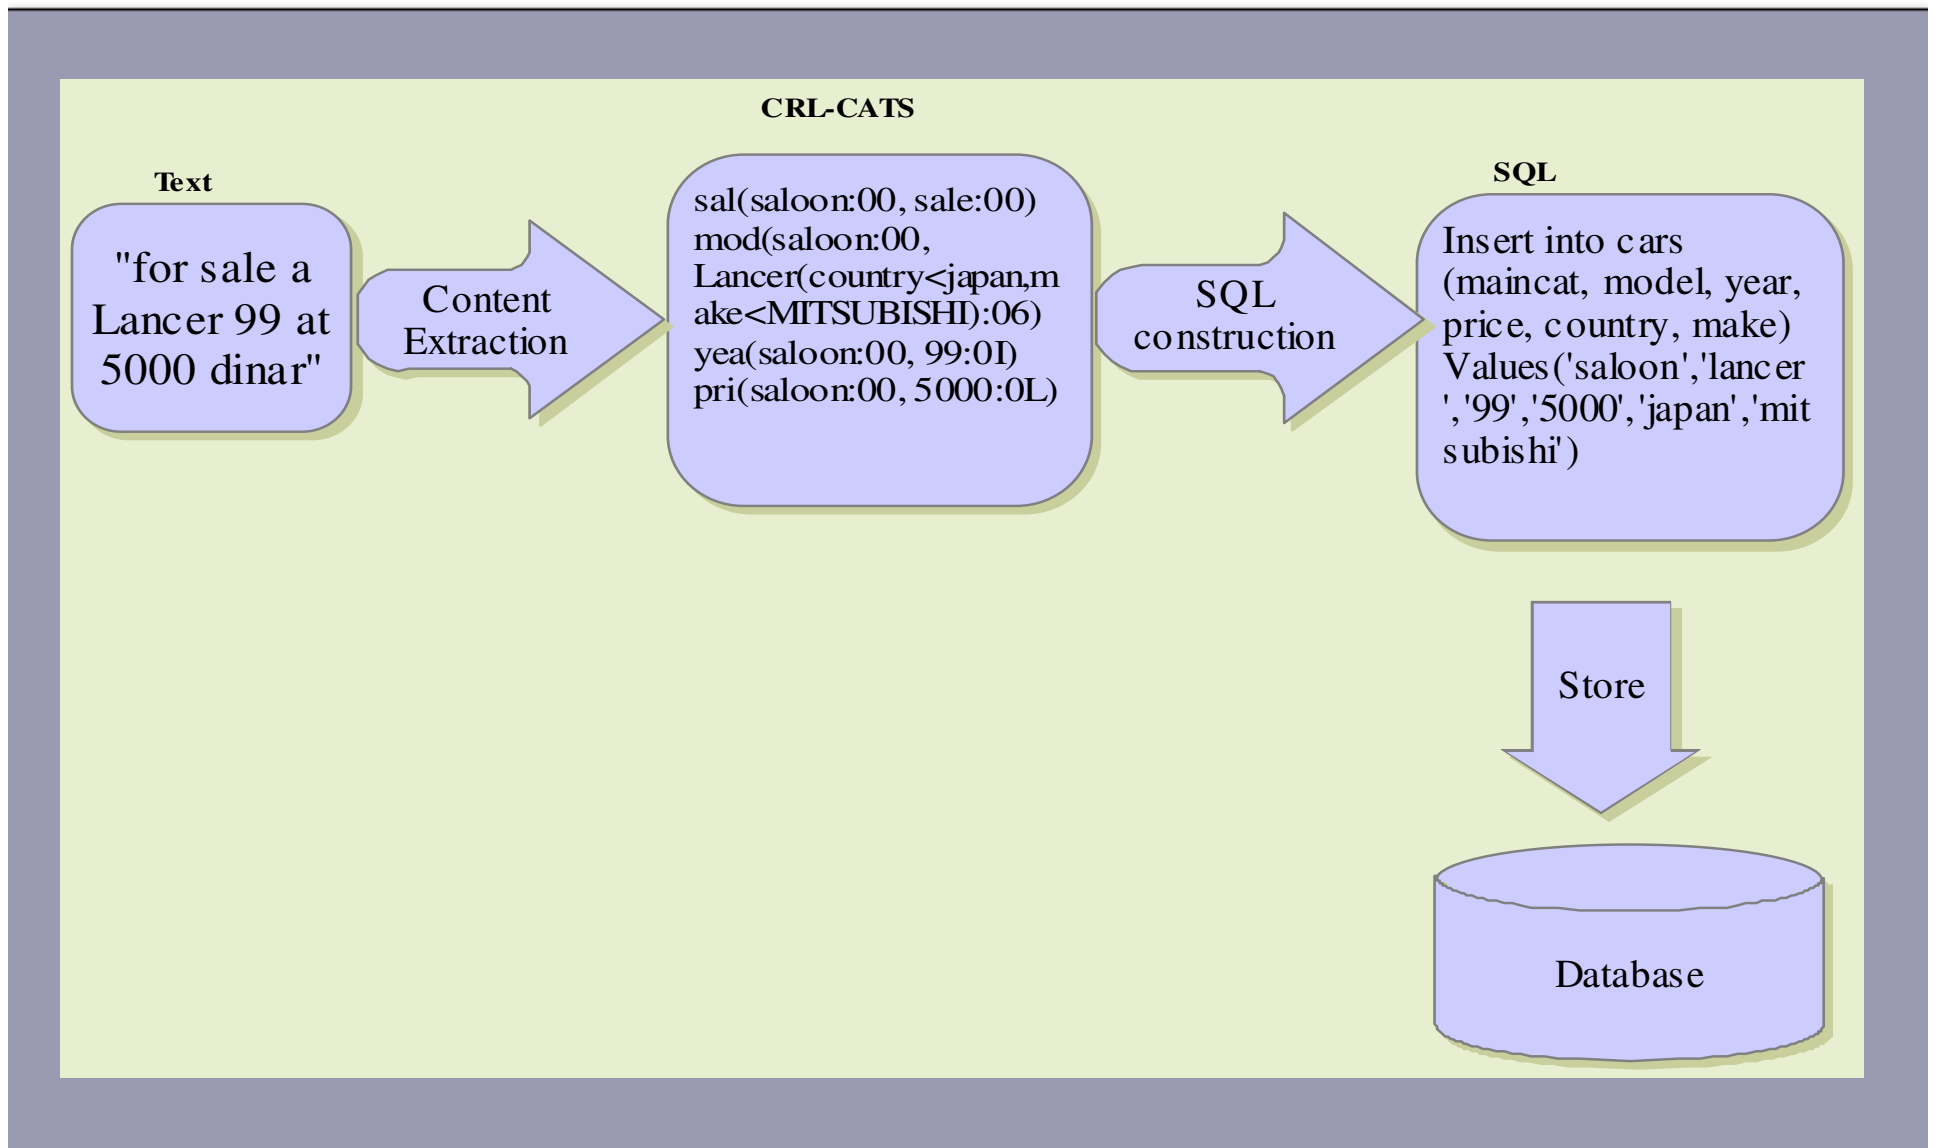 CRL-CATS
Text
SQL
"for sale a
Lancer 99 at
5000 dinar"
Content
Extraction
sal(saloon:00, sale:00)
mod(saloon:00,
Lancer(country<japan,m
ake<MITSUBISHI):06)
yea(saloon:00, 99:0I)
pri(saloon:00, 5000:0L)
SQL
construction
Insert into cars
(maincat, model, year,
price, country, make)
Values('saloon','lancer
','99','5000','japan','mit
subishi')
Store
Database